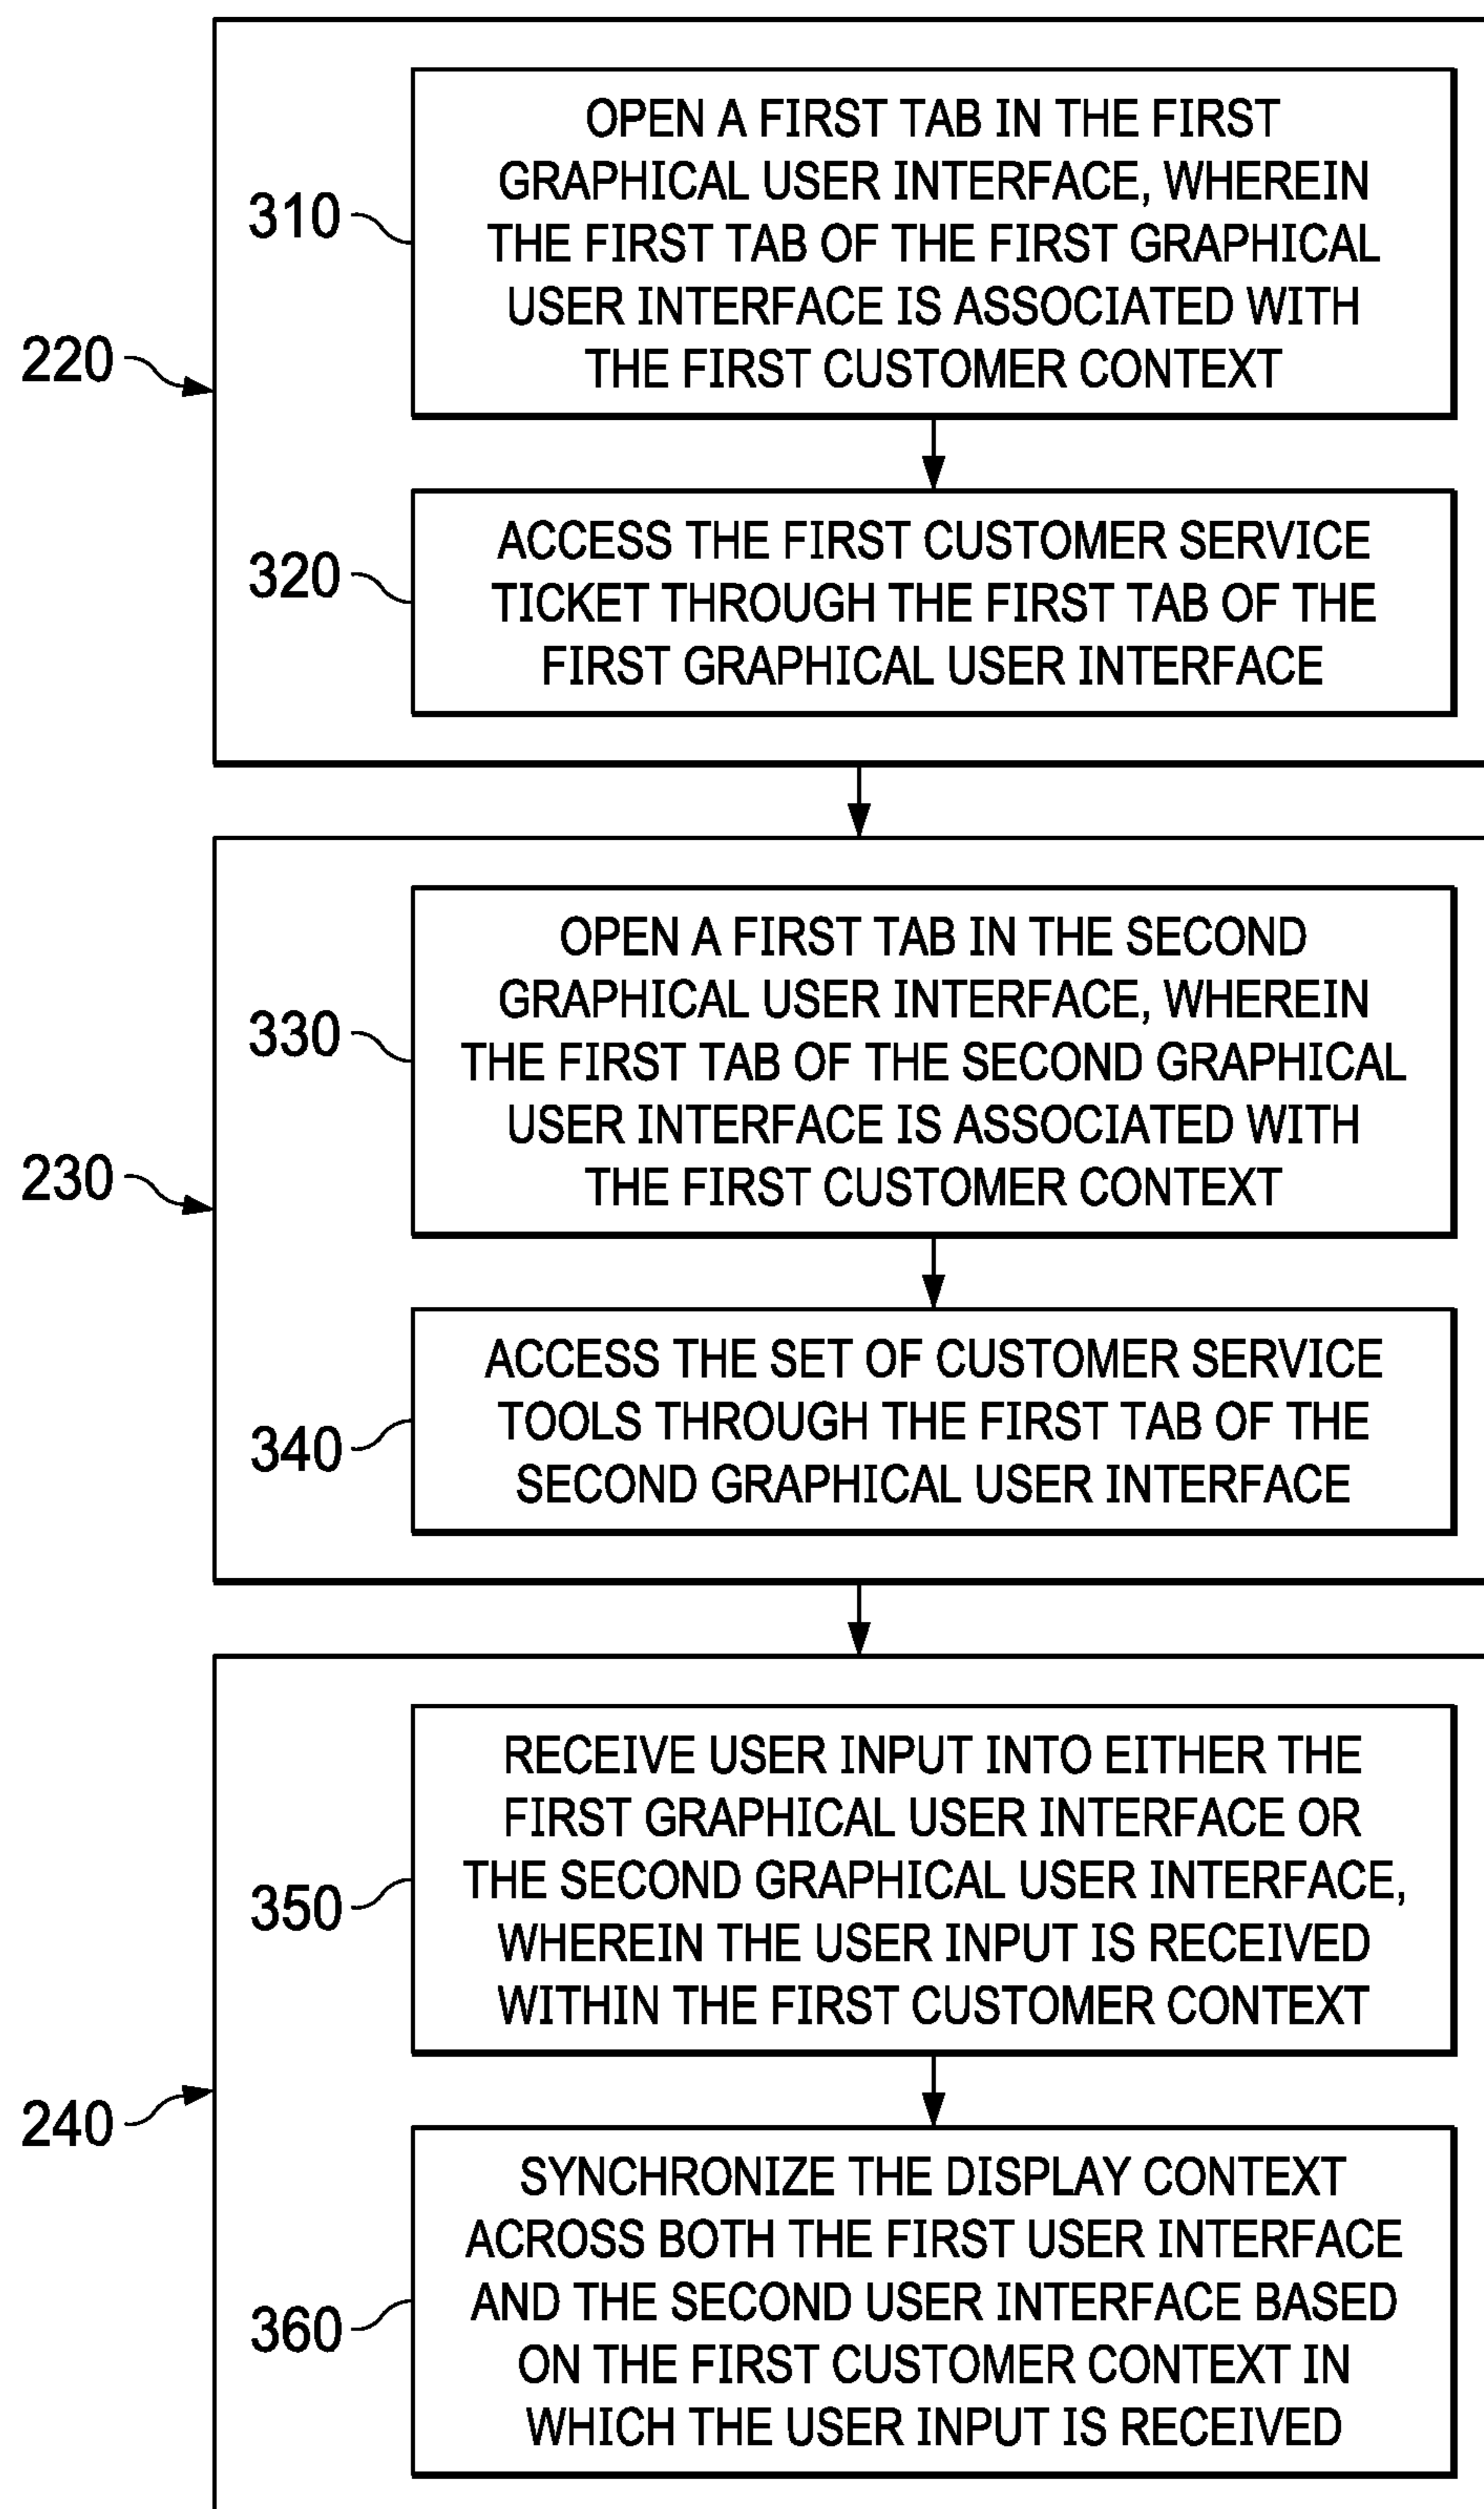 OPEN A FIRST TAB IN THE FIRST
GRAPHICAL USER INTERFACE, WHEREIN
THE FIRST TAB OF THE FIRST GRAPHICAL
USER INTERFACE IS ASSOCIATED WITH
THE FIRST CUSTOMER CONTEXT
310
220
ACCESS THE FIRST CUSTOMER SERVICE
TICKET THROUGH THE FIRST TAB OF THE
FIRST GRAPHICAL USER INTERFACE
320
OPEN A FIRST TAB IN THE SECOND
GRAPHICAL USER INTERFACE, WHEREIN
THE FIRST TAB OF THE SECOND GRAPHICAL
USER INTERFACE IS ASSOCIATED WITH
THE FIRST CUSTOMER CONTEXT
330
230
ACCESS THE SET OF CUSTOMER SERVICE
TOOLS THROUGH THE FIRST TAB OF THE
SECOND GRAPHICAL USER INTERFACE
340
RECEIVE USER INPUT INTO EITHER THE
FIRST GRAPHICAL USER INTERFACE OR
THE SECOND GRAPHICAL USER INTERFACE,
WHEREIN THE USER INPUT IS RECEIVED
WITHIN THE FIRST CUSTOMER CONTEXT
350
240
SYNCHRONIZE THE DISPLAY CONTEXT
ACROSS BOTH THE FIRST USER INTERFACE
AND THE SECOND USER INTERFACE BASED
ON THE FIRST CUSTOMER CONTEXT IN
WHICH THE USER INPUT IS RECEIVED
360